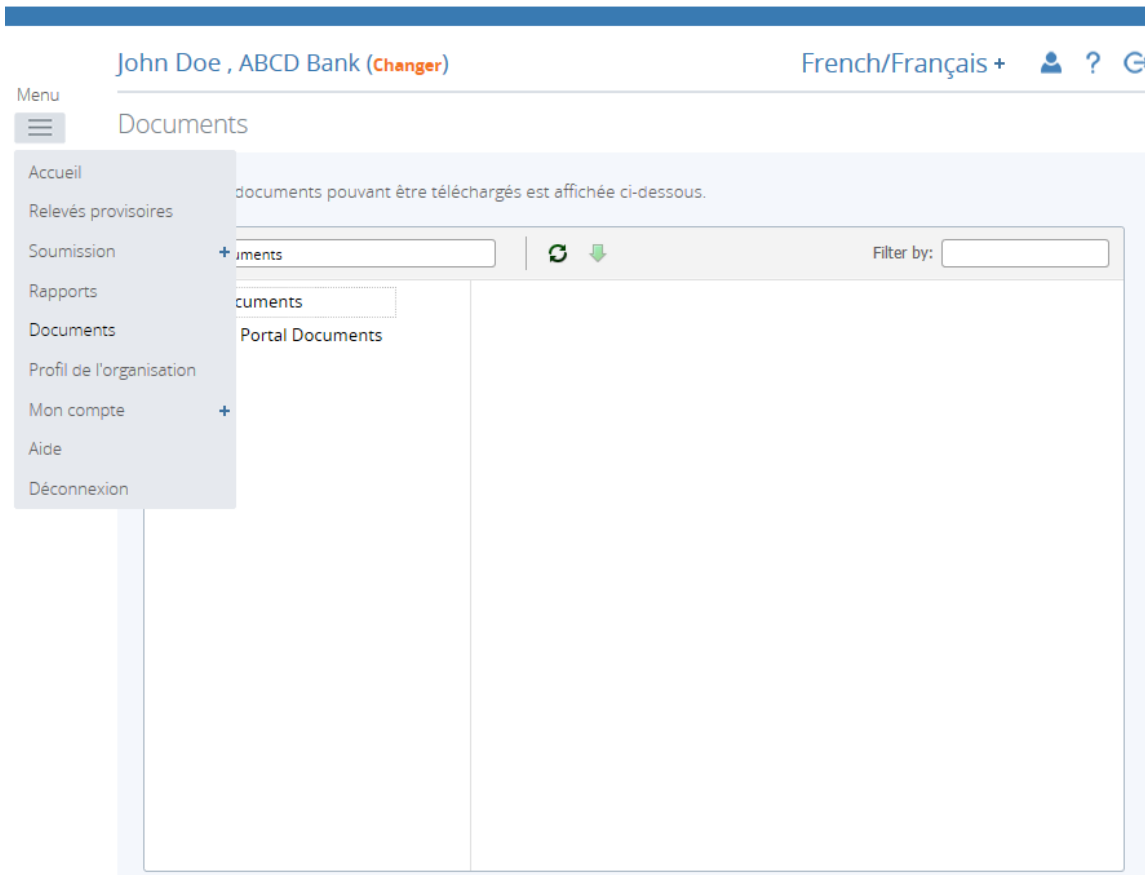 John Doe , ABCD Bank (Changer)
French/Français +
?
Menu
Documents
Accueil
documents pouvant être téléchargés est affichée ci-dessous.
Relevés provisoires
Soumission +
Filter by:
Rapports
Documents
Portal Documents
Profil de l'organisation
Mon compte +
Aide
Déconnexion